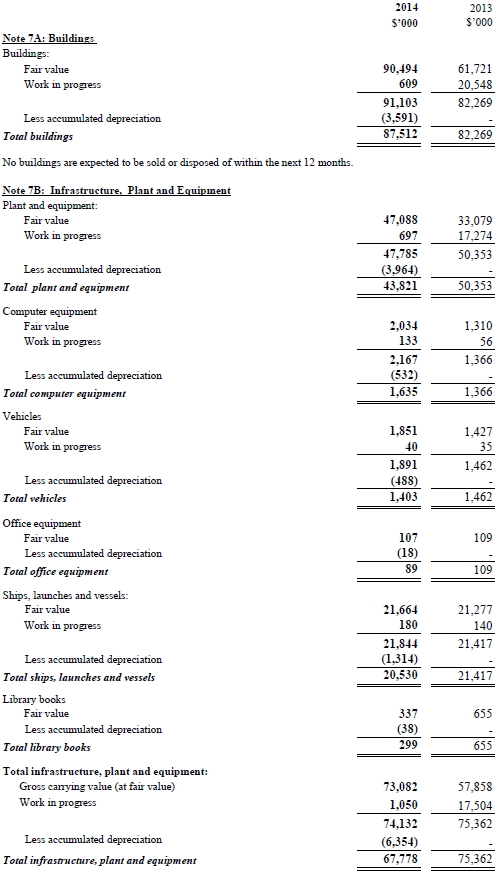 2014 2013
$'000 $'000
Note 7A: Buildings
Buildings:
Fair value 90,494 61,721
Work in progress 609 20,548
91,103 82,269
Less accumulated depreciation (3,591) -
Total buildings 87,512 82,269
No buildings are expected to be sold or disposed of within the next 12 months.
Note 7B: Infrastructure, Plant and Equipment
Plant and equipment:
Fair value 47,088 33,079
Work in progress 697 17,274
47,785 50,353
Less accumulated depreciation (3,964) -
Total plant and equipment 43,821 50,353
Computer equipment
Fair value 2,034 1,310
Work in progress 133 56
2,167 1,366
Less accumulated depreciation (532) -
Total computer equipment 1,635 1,366
Vehicles
Fair value 1,851 1,427
Work in progress 40 35
1,891 1,462
Less accumulated depreciation (488) -
Total vehicles 1,403 1,462
Office equipment
Fair value 107 109
Less accumulated depreciation (18) -
Total office equipment 89 109
Ships, launches and vessels:
Fair value 21,664 21,277
Work in progress 180 140
21,844 21,417
Less accumulated depreciation (1,314) -
Total ships, launches and vessels 20,530 21,417
Library books
Fair value 337 655
Less accumulated depreciation (38) -
Total library books 299 655
Total infrastructure, plant and equipment:
Gross carrying value (at fair value) 73,082 57,858
Work in progress 1,050 17,504
74,132 75,362
Less accumulated depreciation (6,354) -
Total infrastructure, plant and equipment 67,778 75,362